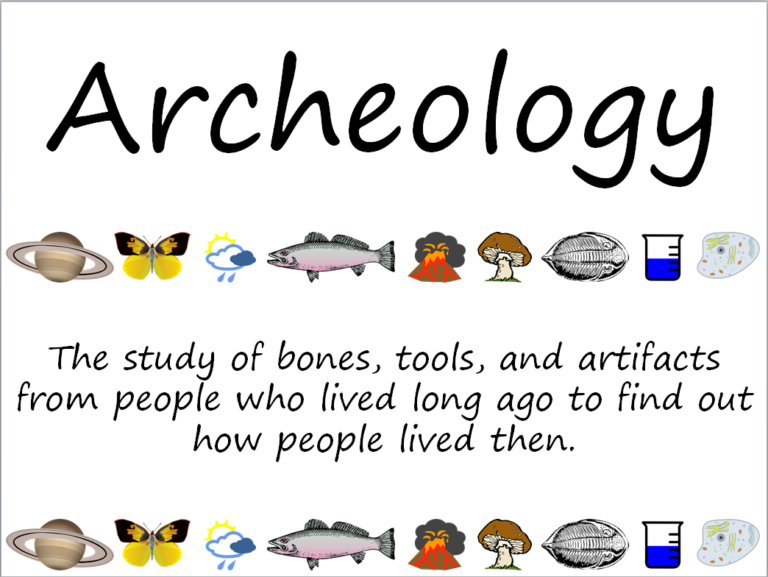 Archeology
The study of bones, tools, and artifacts
from people who lived long ago to find out
how people lived then.